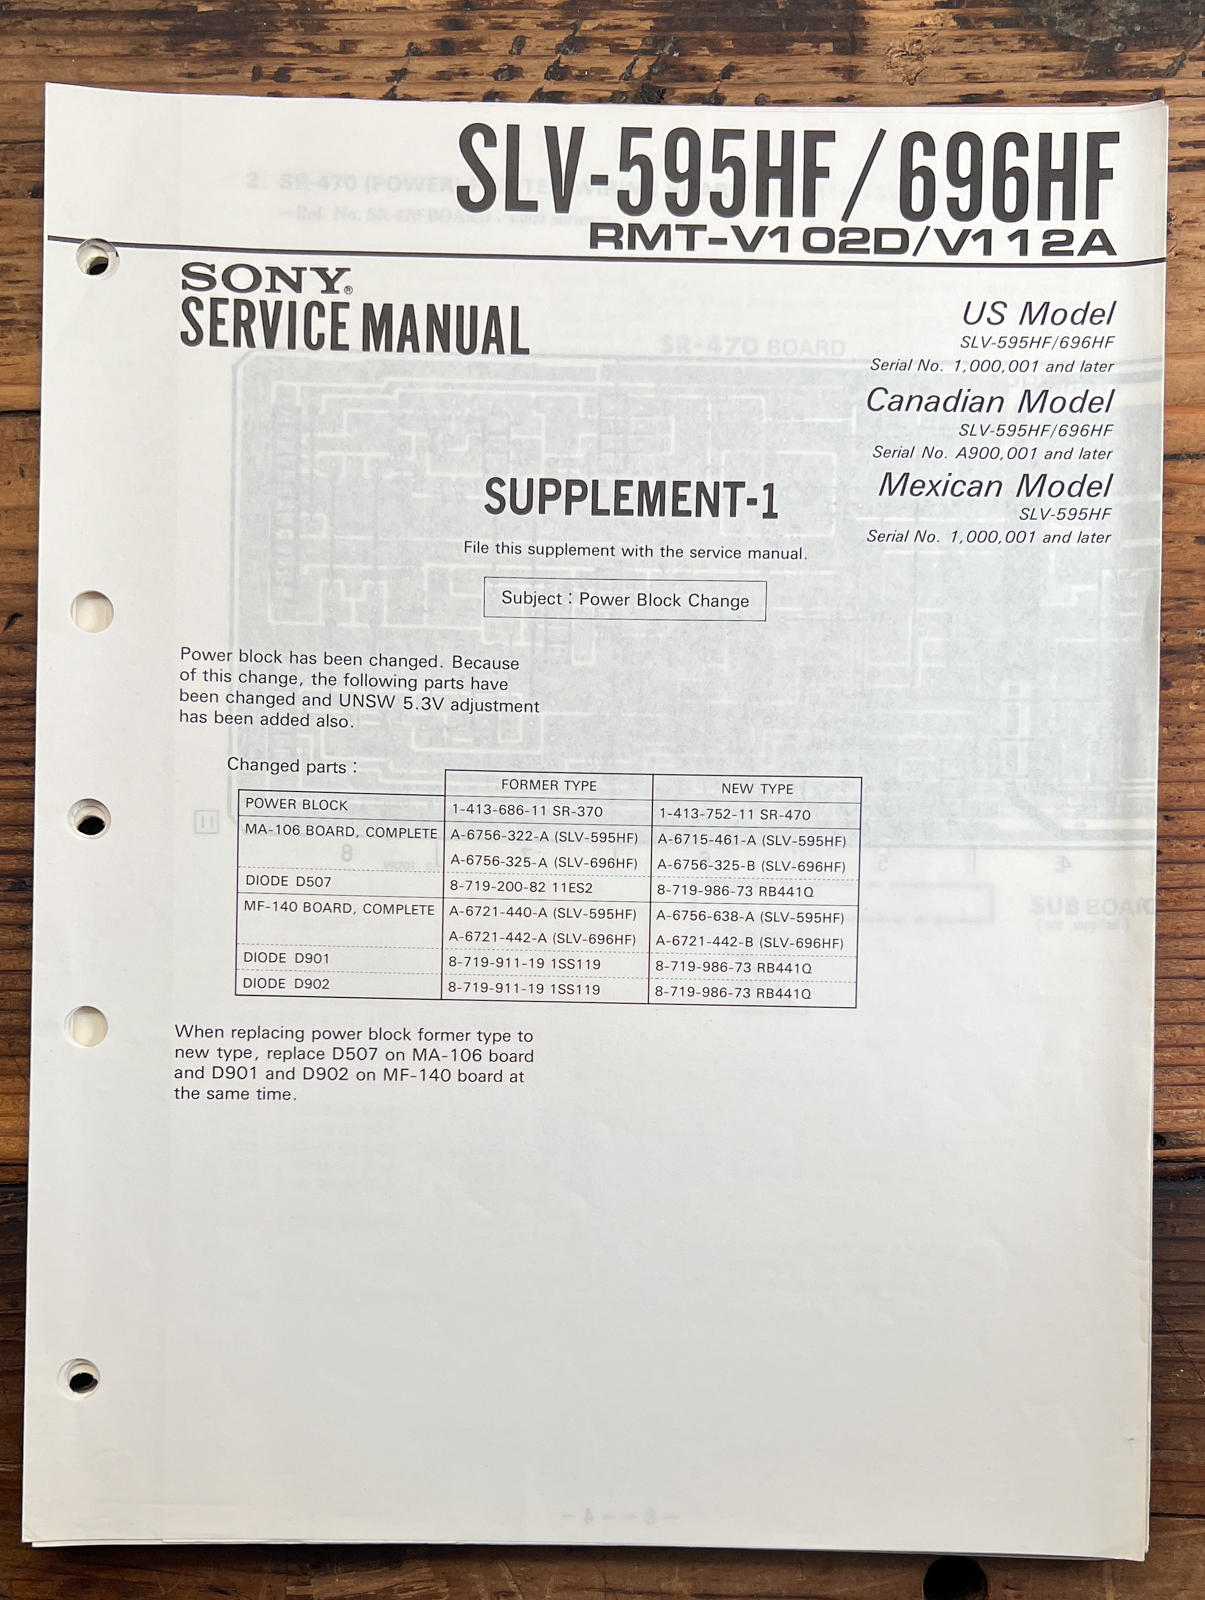 SLV-595HF/696HF
RMT-V102D/V112A
SONY®
SERVICE MANUAL
US Model
SLV-595HF/696HF
Serial No. 1,000,001 and later
Canadian Model
SLV-595HF/696HF
Serial No. A900,001 and later
Mexican Model
SLV-595HF
Serial No. 1,000,001 and later
SUPPLEMENT-1
File this supplement with the service manual.
Subject : Power Block Change
Power block has been changed. Because
of this change, the following parts have
been changed and UNSW 5.3V adjustment
has been added also.
Changed parts :
FORMER TYPE NEW TYPE
POWER BLOCK 1-413-686-11 SR-370 1-413-752-11 SR-470
MA-106 BOARD, COMPLETE A-6756-322-A (SLV-595HF) A-6715-461-A (SLV-595HF)
A-6756-325-A (SLV-696HF) A-6756-325-B (SLV-696HF)
DIODE D507 8-719-200-82 11ES2 8-719-986-73 RB441Q
MF-140 BOARD, COMPLETE A-6721-440-A (SLV-595HF) A-6756-638-A (SLV-595HF)
A-6721-442-A (SLV-696HF) A-6721-442-B (SLV-696HF)
DIODE D901 8-719-911-19 1SS119 8-719-986-73 RB441Q
DIODE D902 8-719-911-19 1SS119 8-719-986-73 RB441Q
When replacing power block former type to
new type, replace D507 on MA-106 board
and D901 and D902 on MF-140 board at
the same time.
SR-470 BOARD